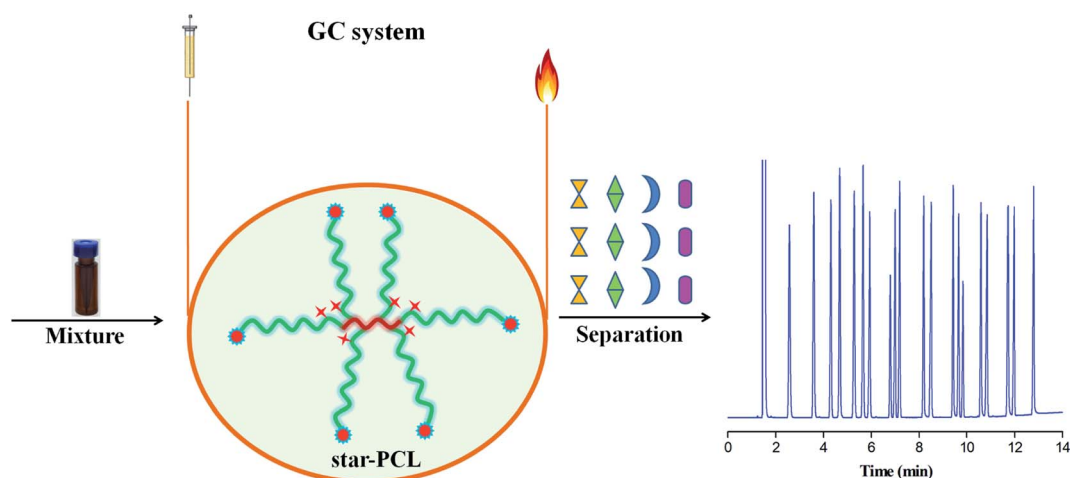 GC system
Mixture
star-PCL
Separation
0 2 4 6 8 10 12 14
Time (min)